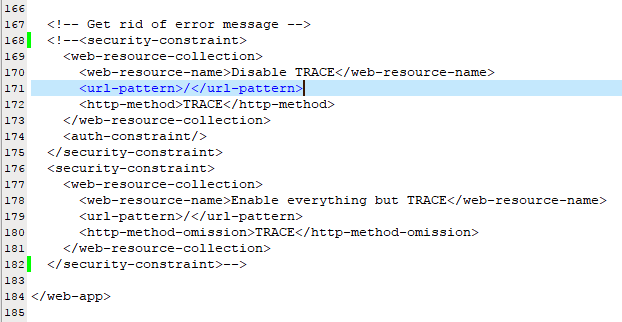 166
167 <!-- Get rid of error message -->
168 <!--<security-constraint>
169 <web-resource-collection>
170 <web-resource-name>Disable TRACE</web-resource-name>
171 <url-pattern>/</url-pattern>
172 <http-method>TRACE</http-method>
173 </web-resource-collection>
174 <auth-constraint/>
175 </security-constraint>
176 <security-constraint>
177 <web-resource-collection>
178 <web-resource-name>Enable everything but TRACE</web-resource-name>
179 <url-pattern>/</url-pattern>
180 <http-method-omission>TRACE</http-method-omission>
181 </web-resource-collection>
182 </security-constraint>-->
183
184 </web-app>
185